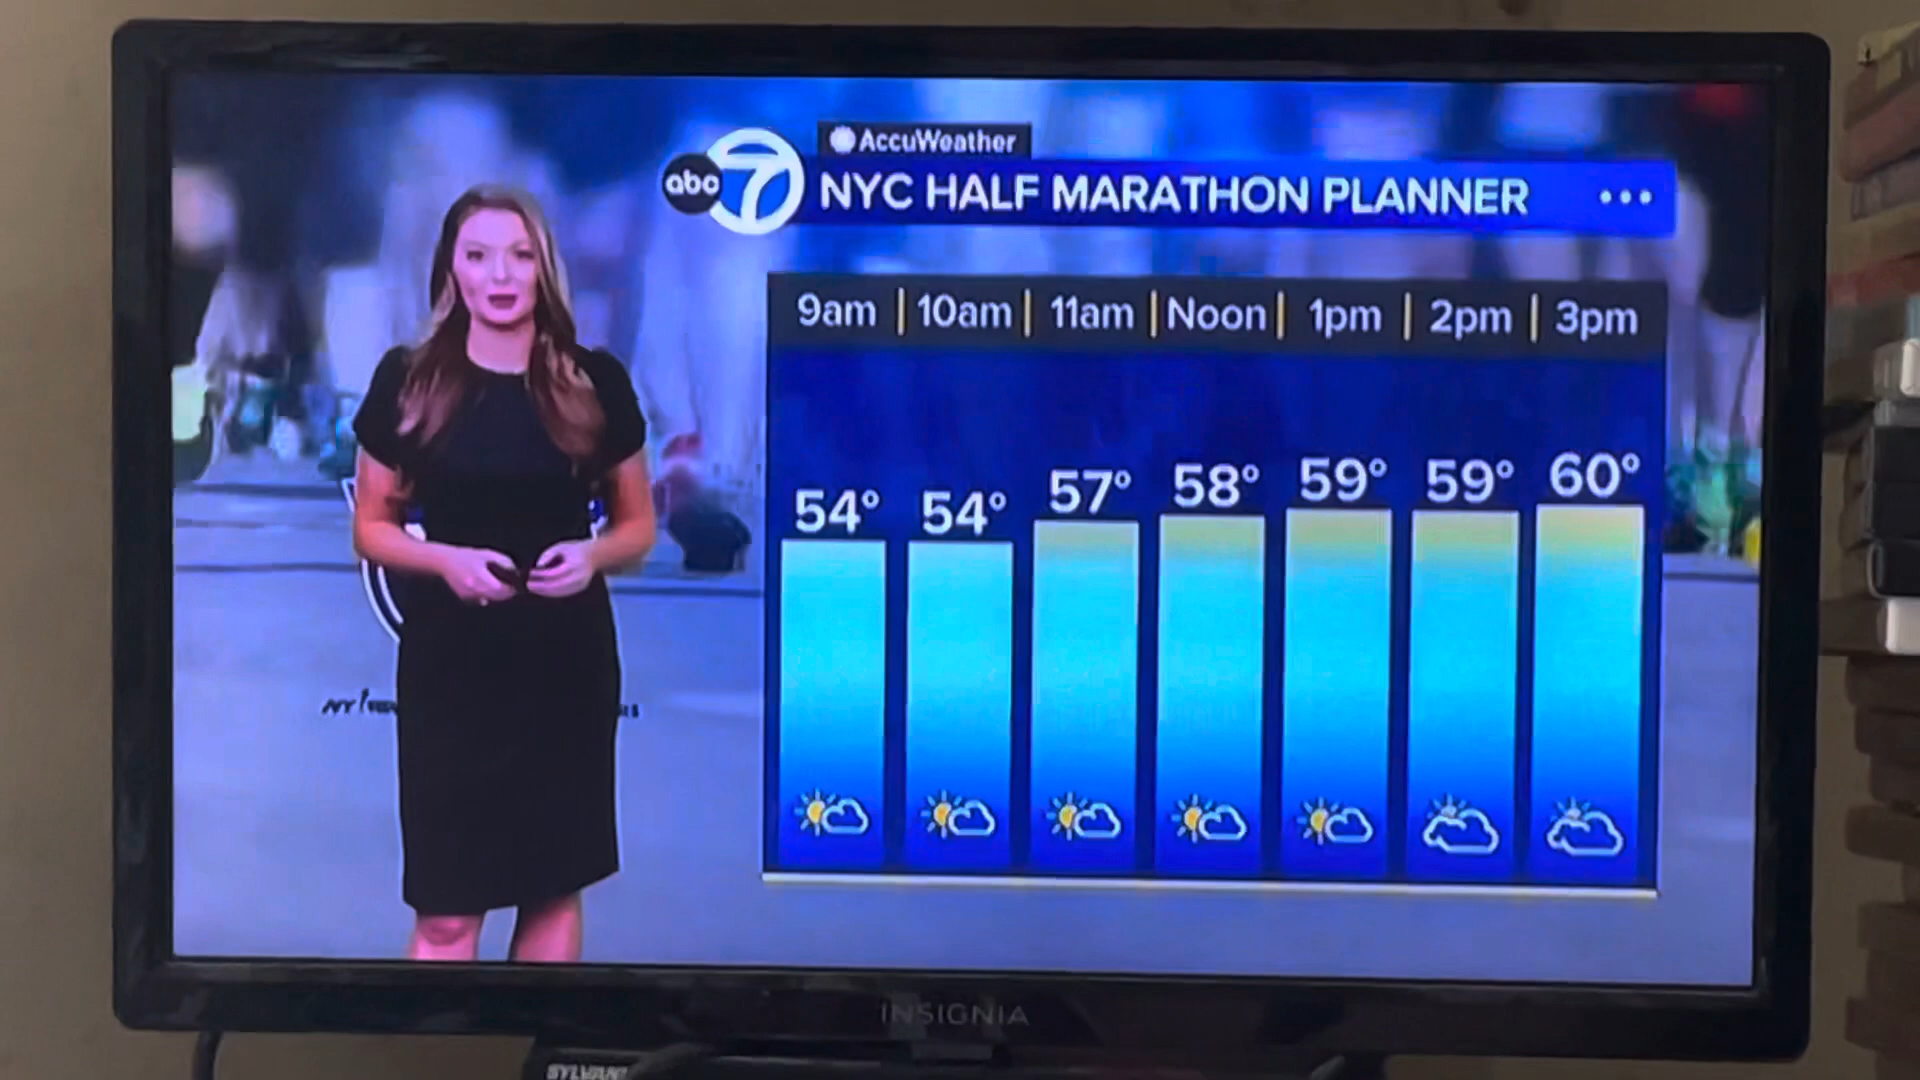 AccuWeather
abc 7 NYC HALF MARATHON PLANNER
9am 10am 11am Noon 1pm 2pm 3pm
54° 54° 57° 58° 59° 59° 60°
NY
INSIGNIA